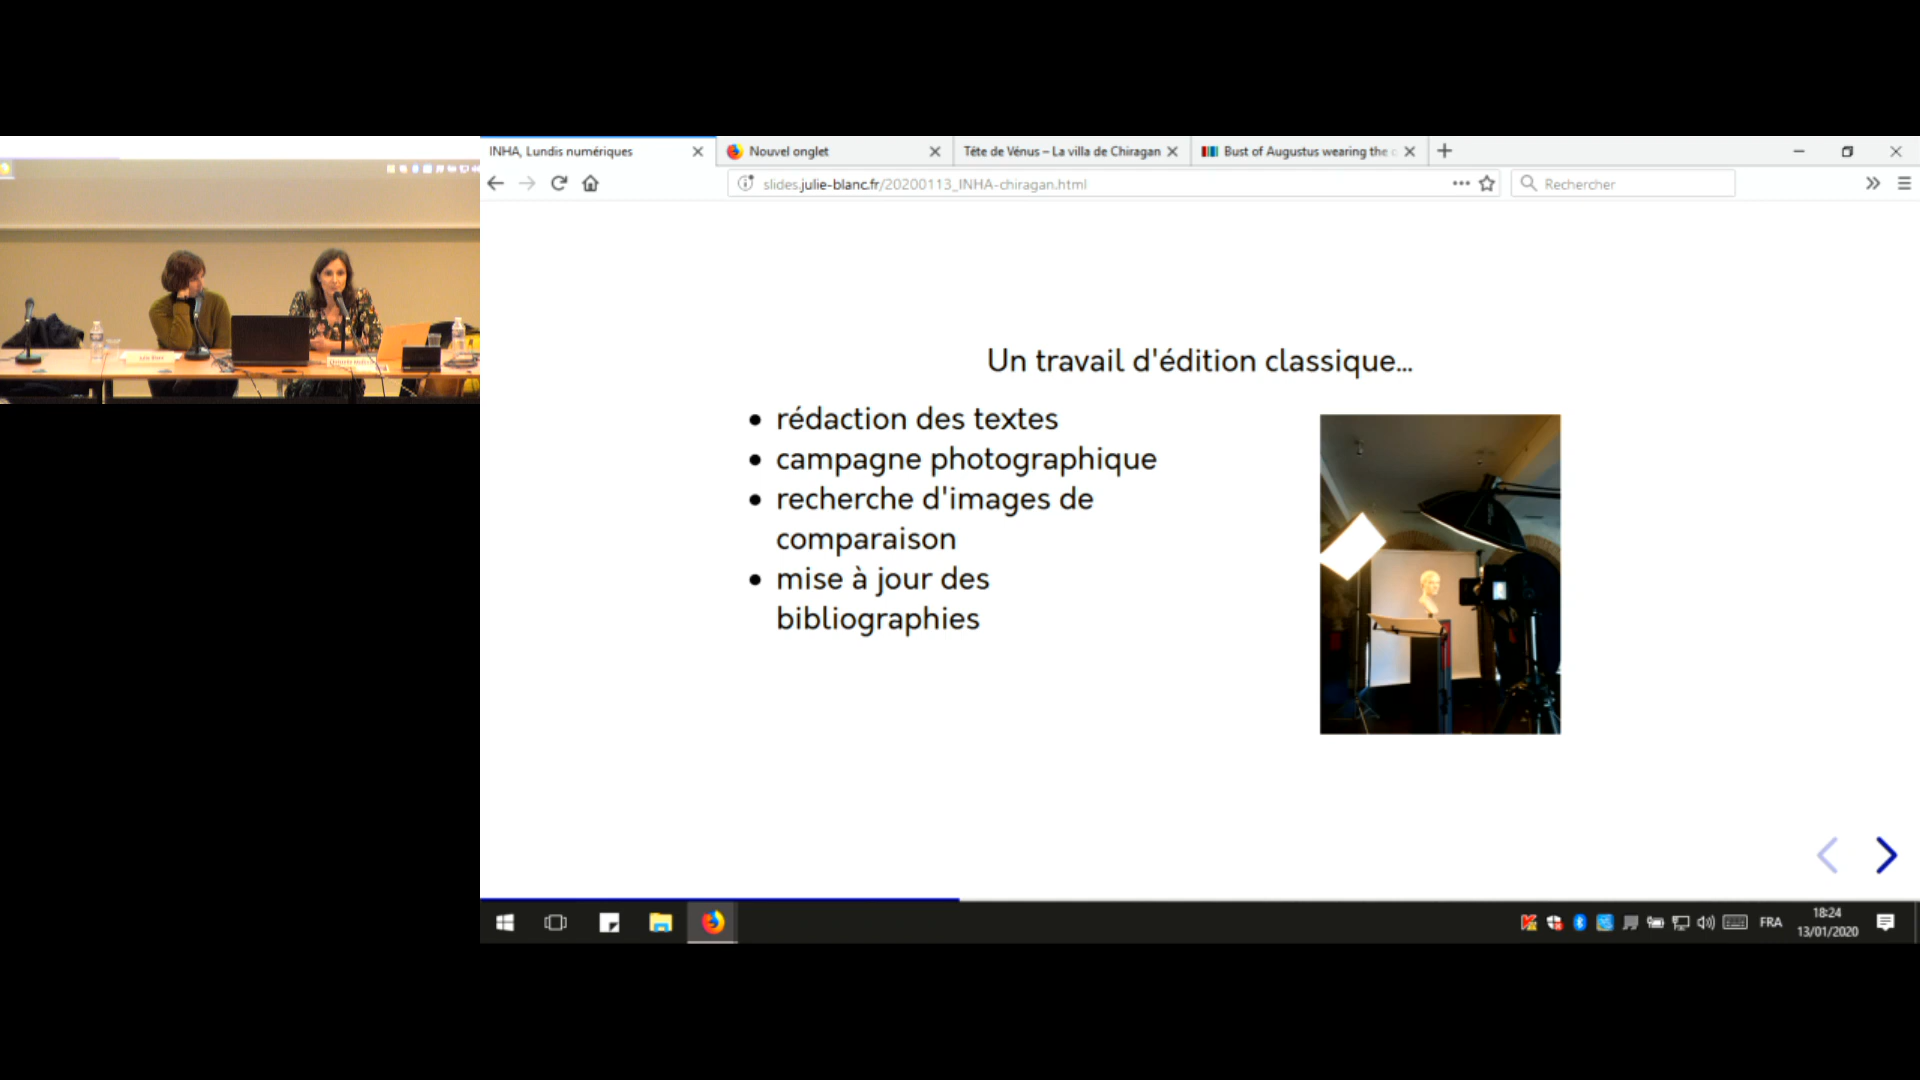 INHA, Lundis numériques
Nouvel onglet
Tête de Vénus – La villa de Chiragan
Bust of Augustus wearing the c
slides.julie-blanc.fr/20200113_INHA-chiragan.html
Rechercher
Un travail d'édition classique...
rédaction des textes
campagne photographique
recherche d'images de
comparaison
mise à jour des
bibliographies
FRA
18:24
13/01/2020